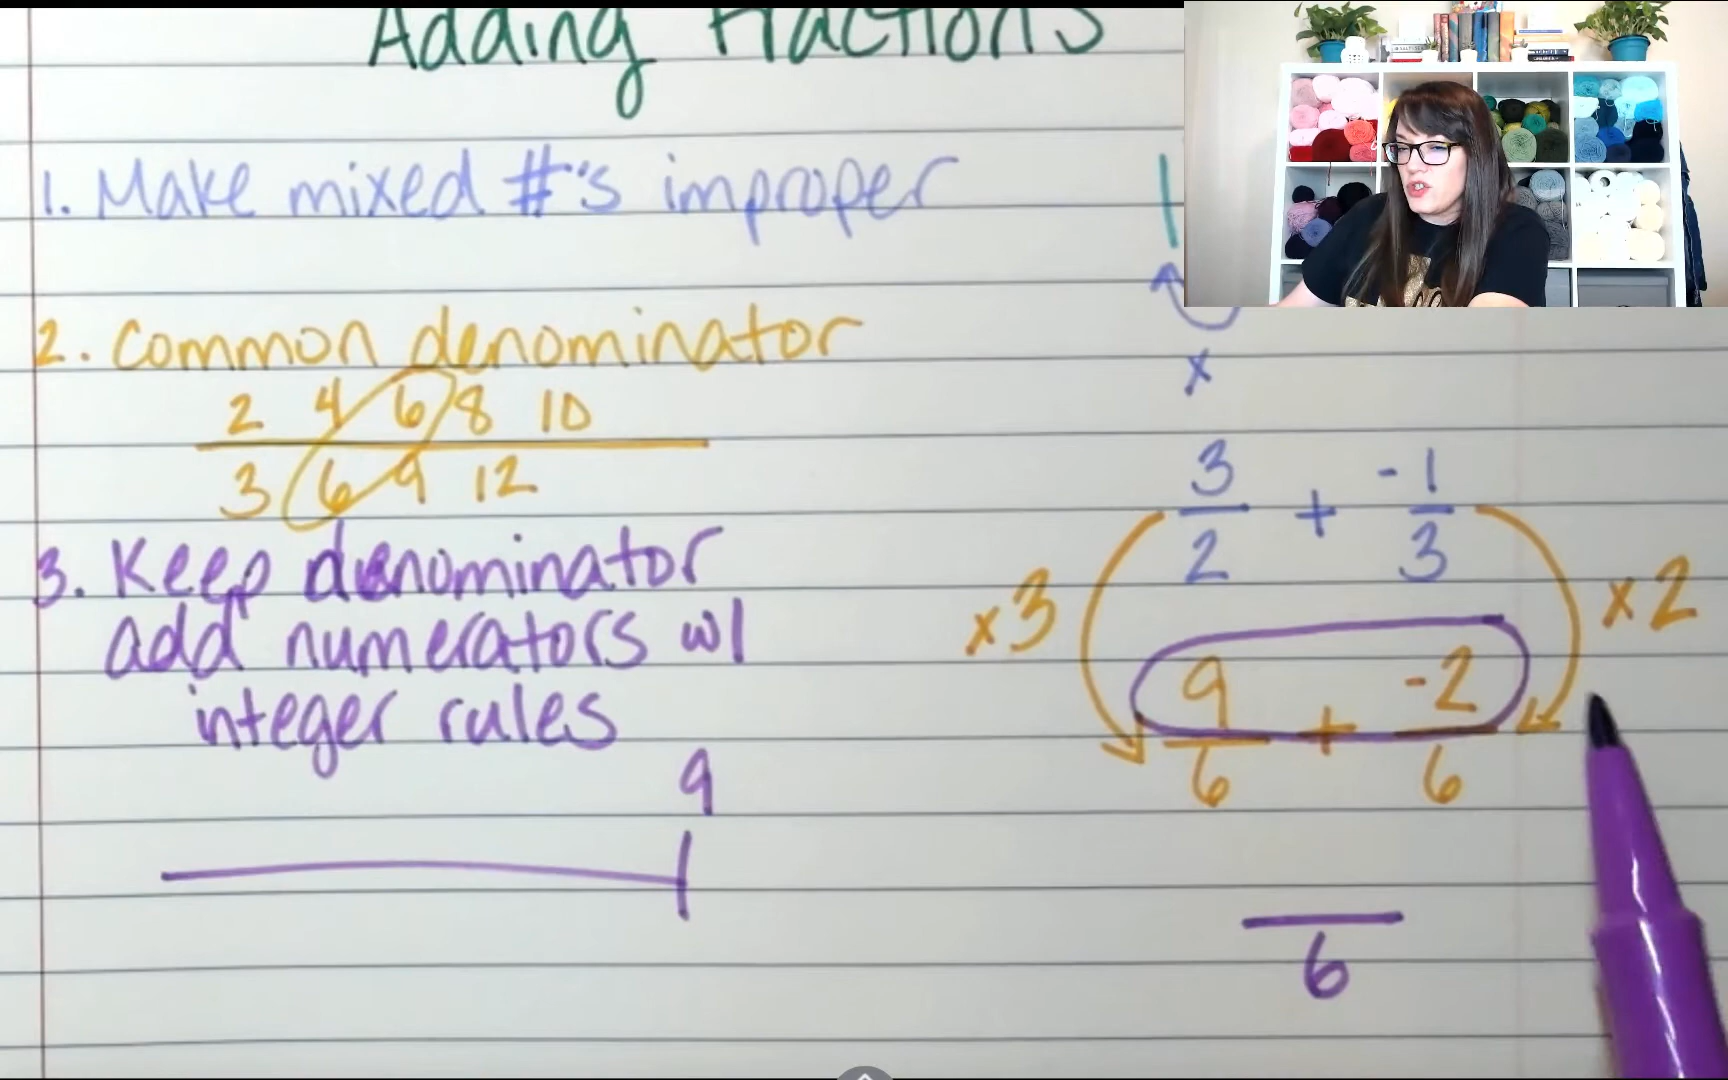 Adding Fractions
1. Make mixed #'s improper
1
x
2. Common denominator
2 4 6 8 10
3 6 9 12
3/2 + -1/3
x3
x2
3. Keep denominator
add numerators w/
integer rules
9/6 + -2/6
9
6